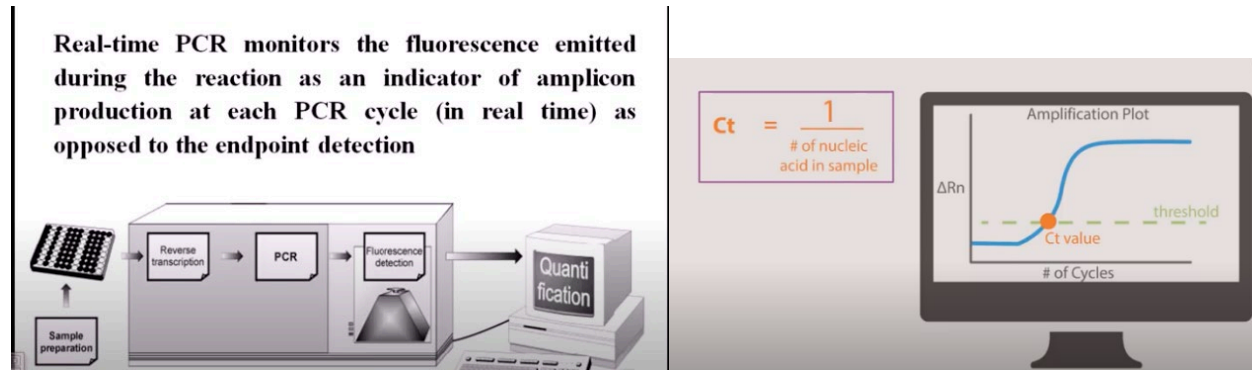 Real-time PCR monitors the fluorescence emitted
during the reaction as an indicator of amplicon
production at each PCR cycle (in real time) as
opposed to the endpoint detection
Reverse
transcription
PCR
Fluorescence
detection
Quanti
fication
Sample
preparation
Ct = 1
# of nucleic
acid in sample
Amplification Plot
ΔRn
threshold
Ct value
# of Cycles